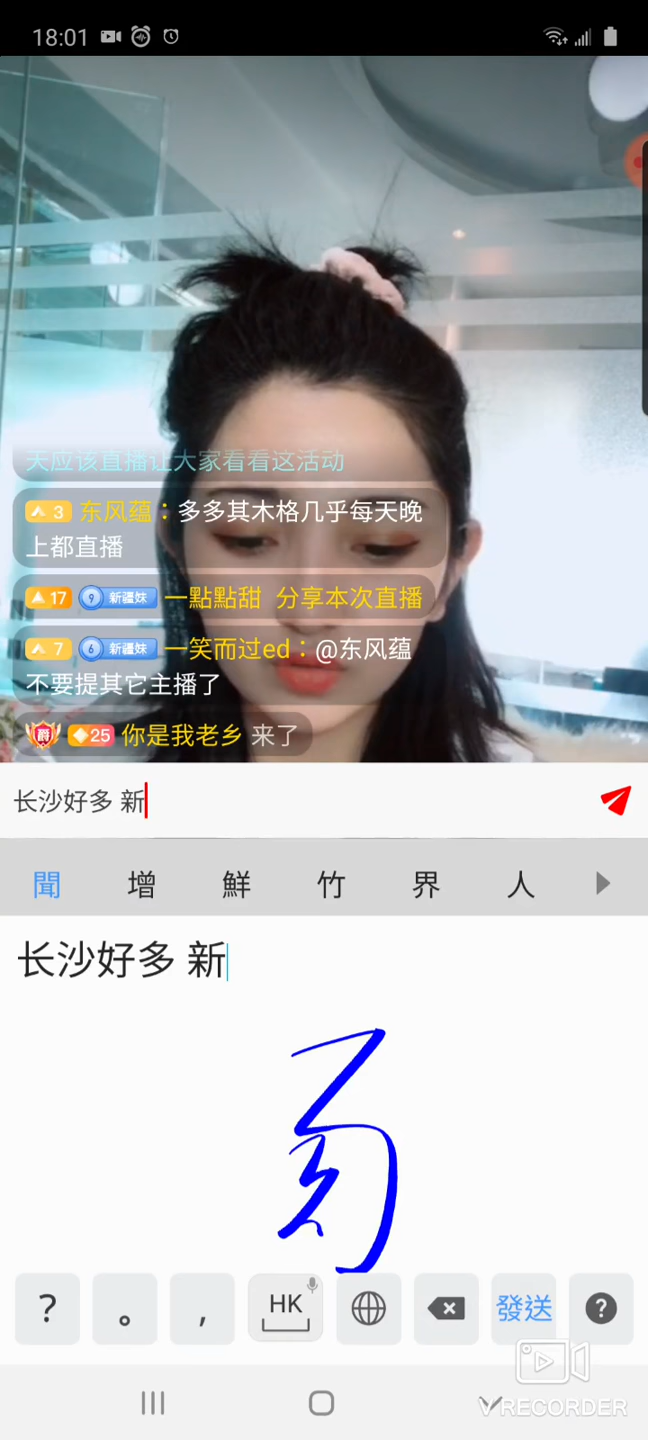 18:01
天应该直播让大家看看这活动
3 东风蕴：多多其木格几乎每天晚
上都直播
17 9 新疆妹 一點點甜 分享本次直播
7 6 新疆妹 一笑而过ed：@东风蕴
不要提其它主播了
爵 25 你是我老乡 来了
长沙好多 新
聞 增 鮮 竹 界 人
长沙好多 新
? 。 , HK 發送 ?
VRECORDER